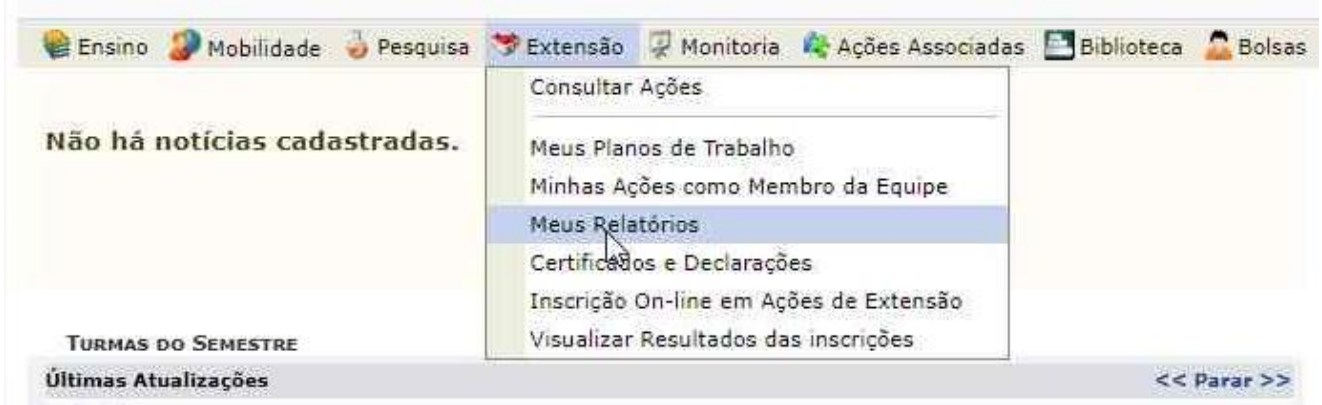 Ensino Mobilidade Pesquisa Extensão Monitoria Ações Associadas Biblioteca Bolsas
Consultar Ações
Não há notícias cadastradas.
Meus Planos de Trabalho
Minhas Ações como Membro da Equipe
Meus Relatórios
Certificados e Declarações
Inscrição On-line em Ações de Extensão
Visualizar Resultados das inscrições
TURMAS DO SEMESTRE
Últimas Atualizações << Parar >>